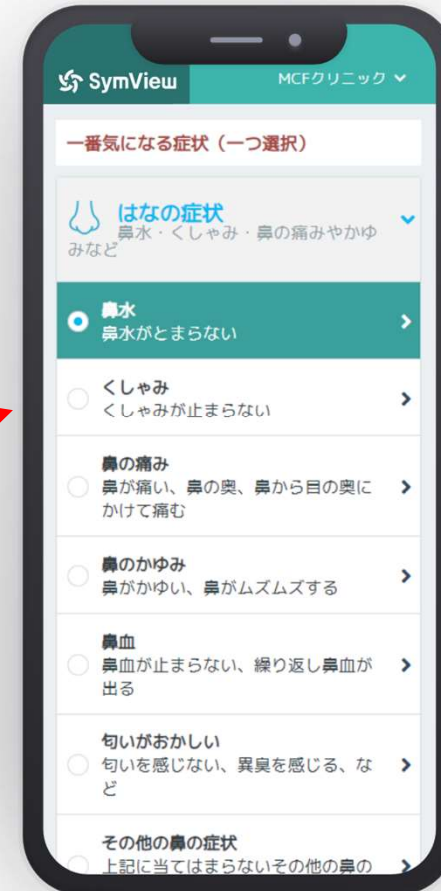 SymView
MCFクリニック
一番気になる症状（一つ選択）
はなの症状
鼻水・くしゃみ・鼻の痛みやかゆ
みなど
鼻水
鼻水がとまらない
くしゃみ
くしゃみが止まらない
鼻の痛み
鼻が痛い、鼻の奥、鼻から目の奥に
かけて痛む
鼻のかゆみ
鼻がかゆい、鼻がムズムズする
鼻血
鼻血が止まらない、繰り返し鼻血が
出る
匂いがおかしい
匂いを感じない、異臭を感じる、な
ど
その他の鼻の症状
上記に当てはまらないその他の鼻の